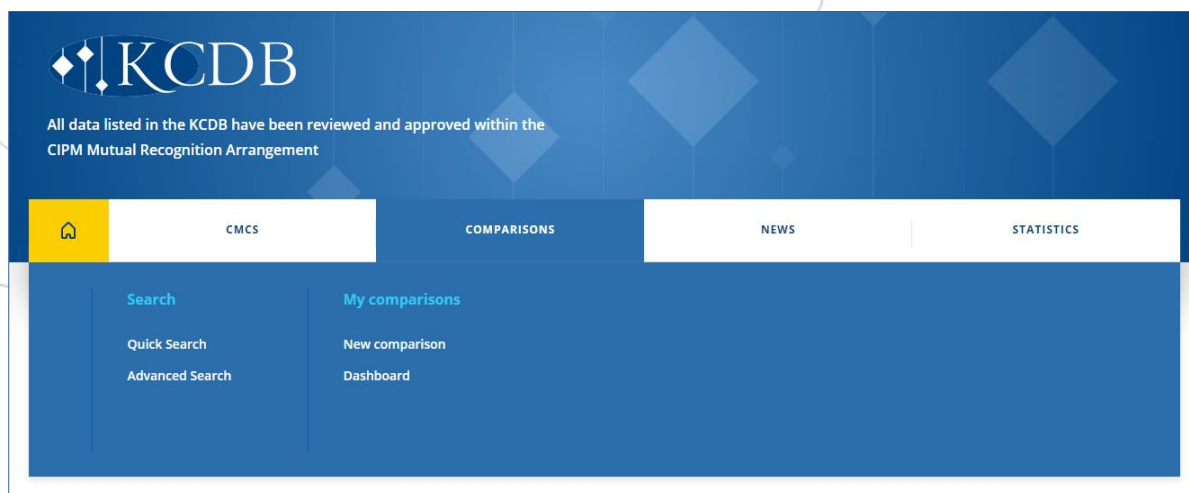 KCDB
All data listed in the KCDB have been reviewed and approved within the
CIPM Mutual Recognition Arrangement
CMCS
COMPARISONS
NEWS
STATISTICS
Search
My comparisons
Quick Search
New comparison
Advanced Search
Dashboard